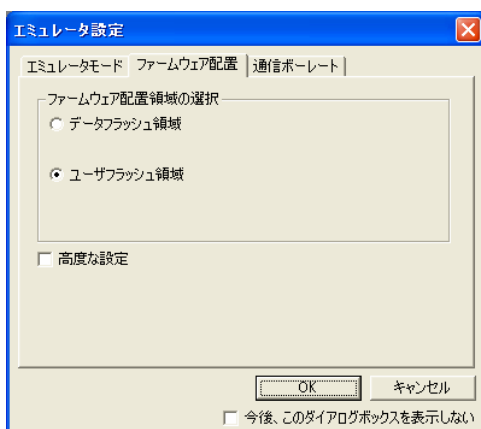 エミュレータ設定
エミュレータモード ファームウェア配置 通信ボーレート
ファームウェア配置領域の選択
データフラッシュ領域
ユーザフラッシュ領域
高度な設定
OK キャンセル
今後、このダイアログボックスを表示しない